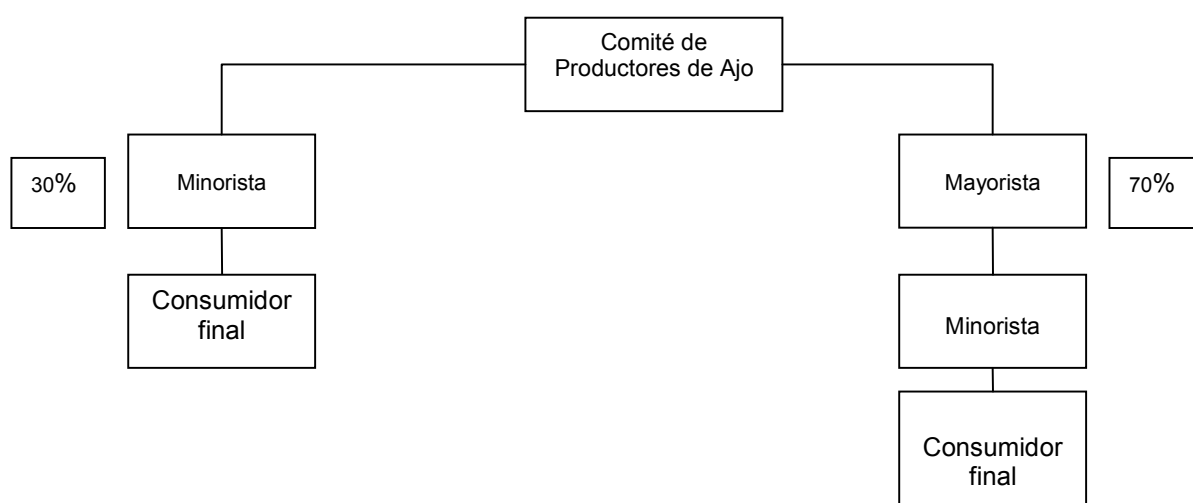 Comité de
Productores de Ajo
30%
Minorista
Mayorista
70%
Consumidor
final
Minorista
Consumidor
final